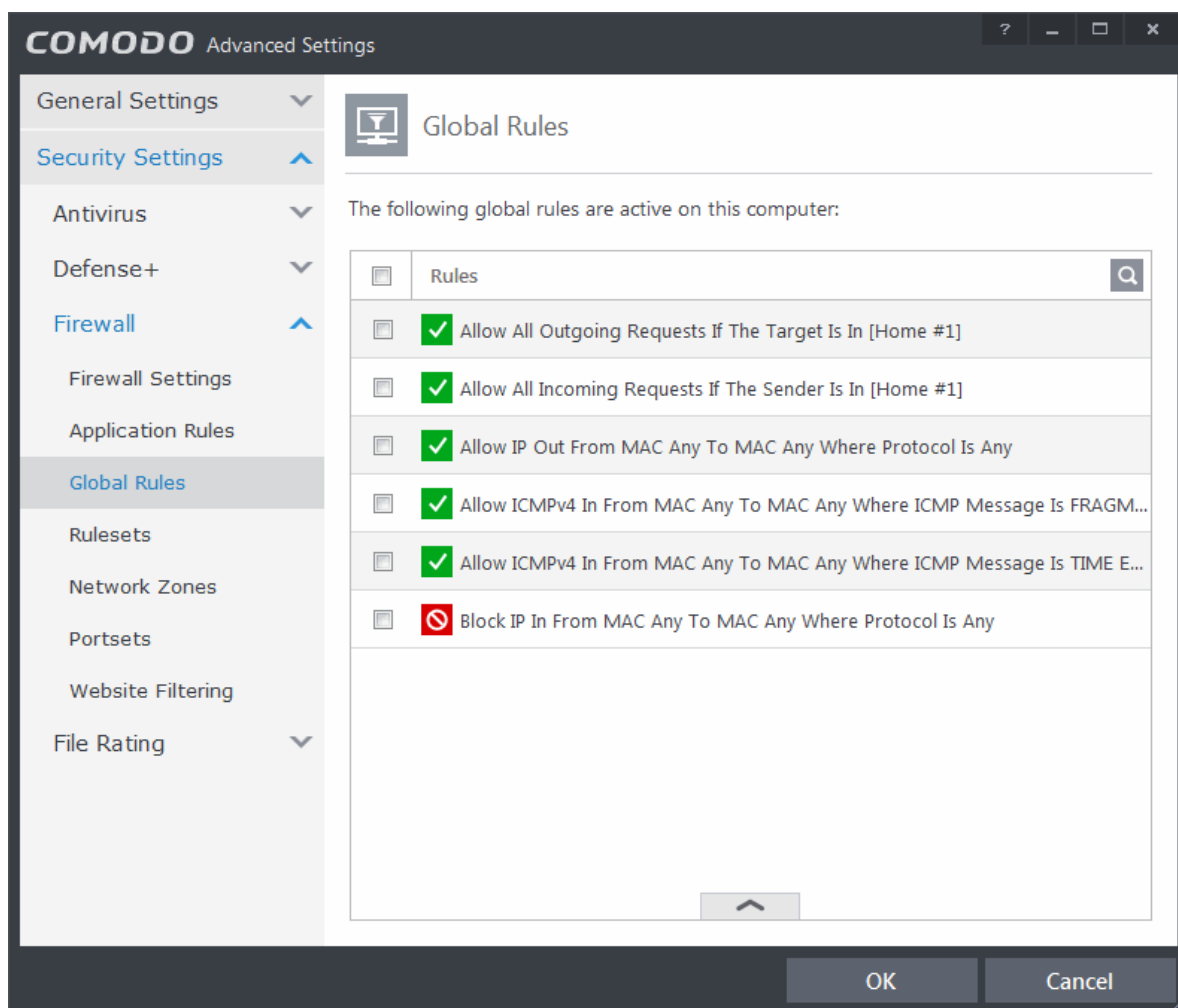 COMODO Advanced Settings
?
General Settings
Security Settings
Antivirus
Defense+
Firewall
Firewall Settings
Application Rules
Global Rules
Rulesets
Network Zones
Portsets
Website Filtering
File Rating
Global Rules
The following global rules are active on this computer:
Rules
Allow All Outgoing Requests If The Target Is In [Home #1]
Allow All Incoming Requests If The Sender Is In [Home #1]
Allow IP Out From MAC Any To MAC Any Where Protocol Is Any
Allow ICMPv4 In From MAC Any To MAC Any Where ICMP Message Is FRAGM...
Allow ICMPv4 In From MAC Any To MAC Any Where ICMP Message Is TIME E...
Block IP In From MAC Any To MAC Any Where Protocol Is Any
OK
Cancel